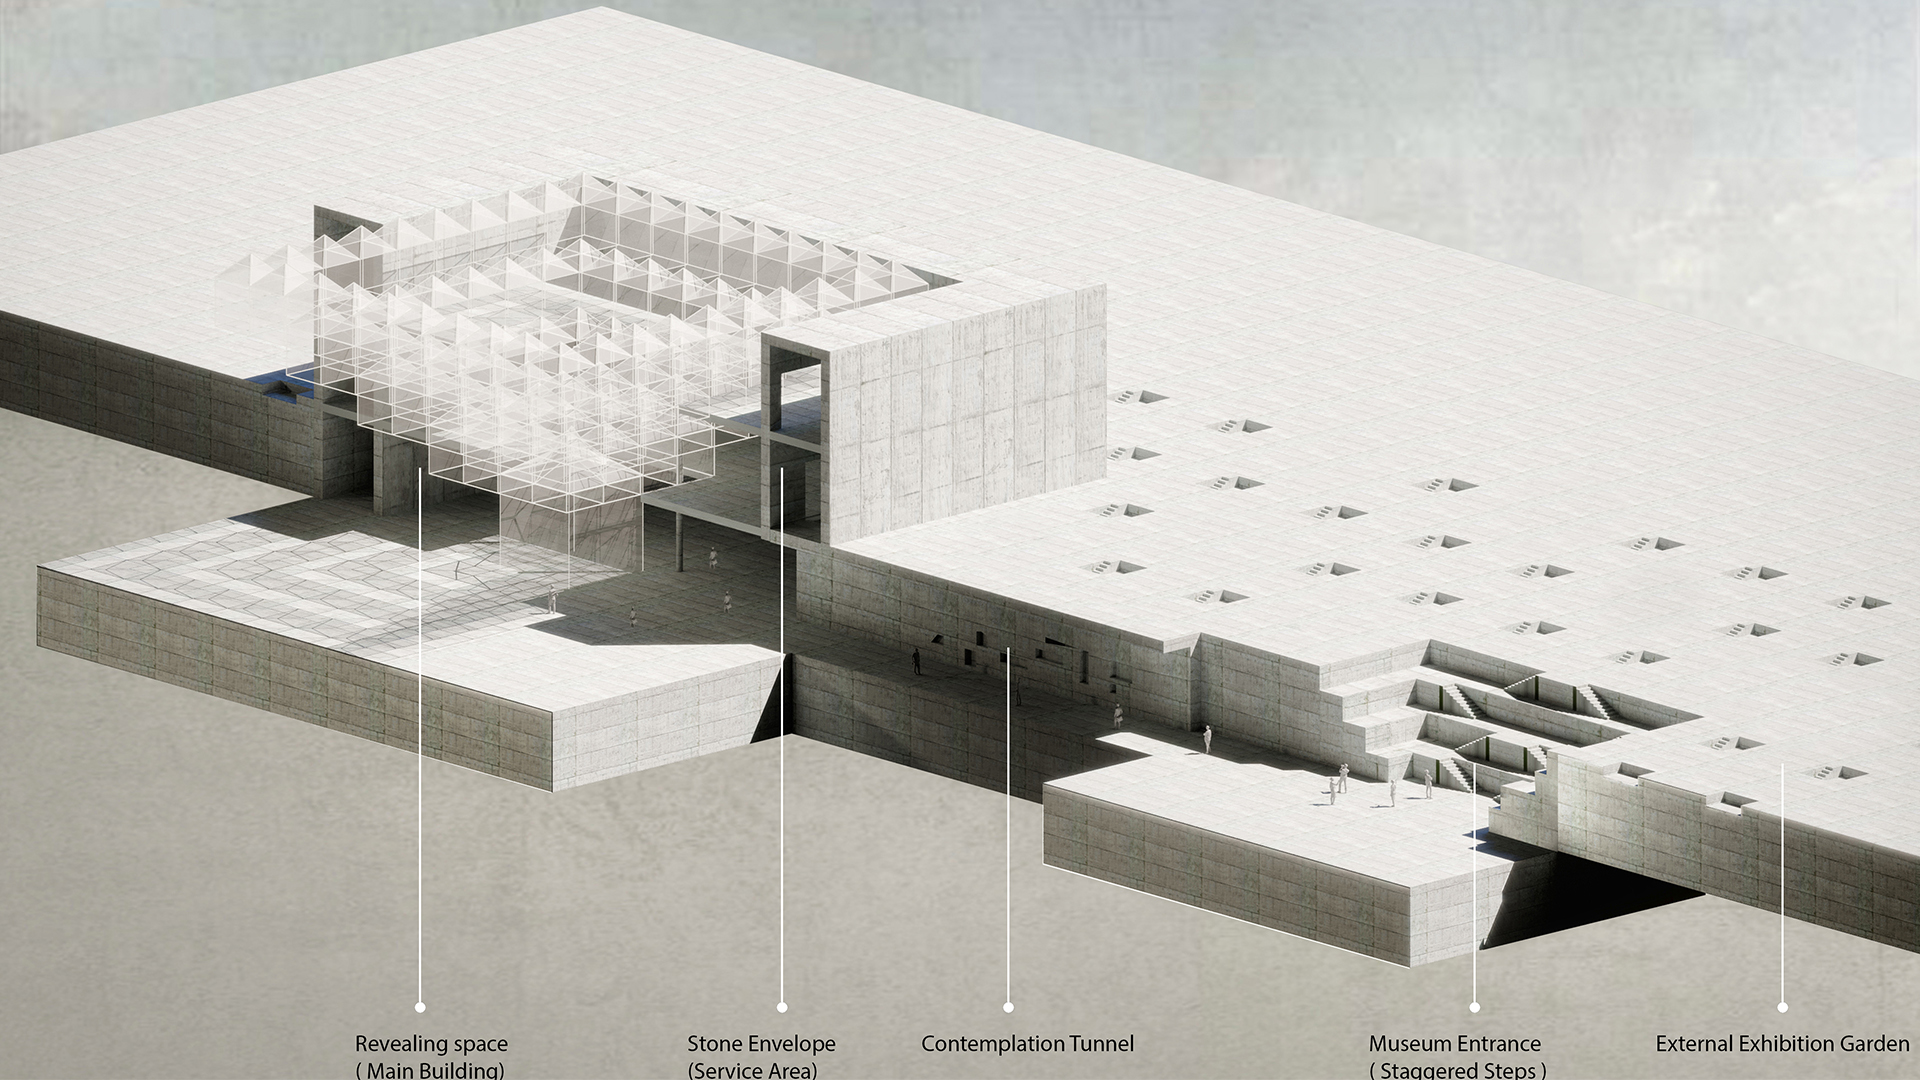 Revealing space
( Main Building)
Stone Envelope
(Service Area)
Contemplation Tunnel
Museum Entrance
( Staggered Steps )
External Exhibition Garden